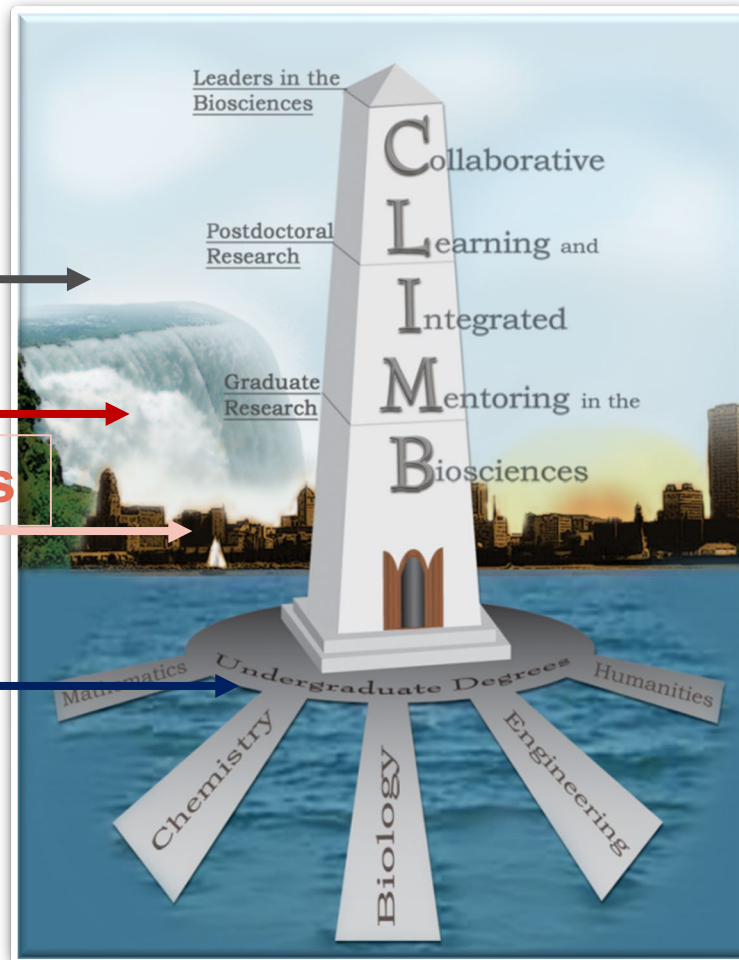 Leaders in the
Biosciences
Collaborative
Postdoctoral
Research
Learning and
Integrated
Graduate
Research
Mentoring in the
Biosciences
s
Undergraduate Degrees
Mathematics
Humanities
Chemistry
Biology
Engineering